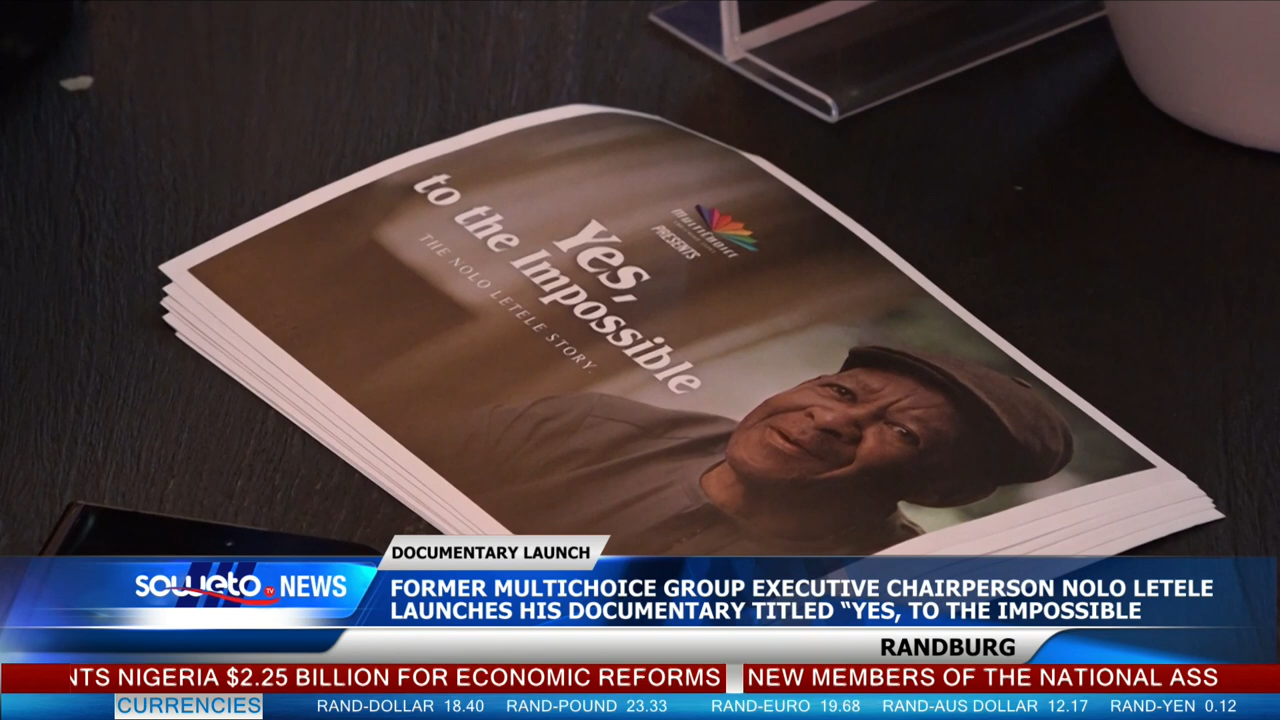 MULTICHOICE
PRESENTS
Yes,
to the Impossible
THE NOLO LETELE STORY.
DOCUMENTARY LAUNCH
soweto TV NEWS
FORMER MULTICHOICE GROUP EXECUTIVE CHAIRPERSON NOLO LETELE
LAUNCHES HIS DOCUMENTARY TITLED “YES, TO THE IMPOSSIBLE
RANDBURG
NTS NIGERIA $2.25 BILLION FOR ECONOMIC REFORMS NEW MEMBERS OF THE NATIONAL ASS
CURRENCIES RAND-DOLLAR 18.40 RAND-POUND 23.33 RAND-EURO 19.68 RAND-AUS DOLLAR 12.17 RAND-YEN 0.12